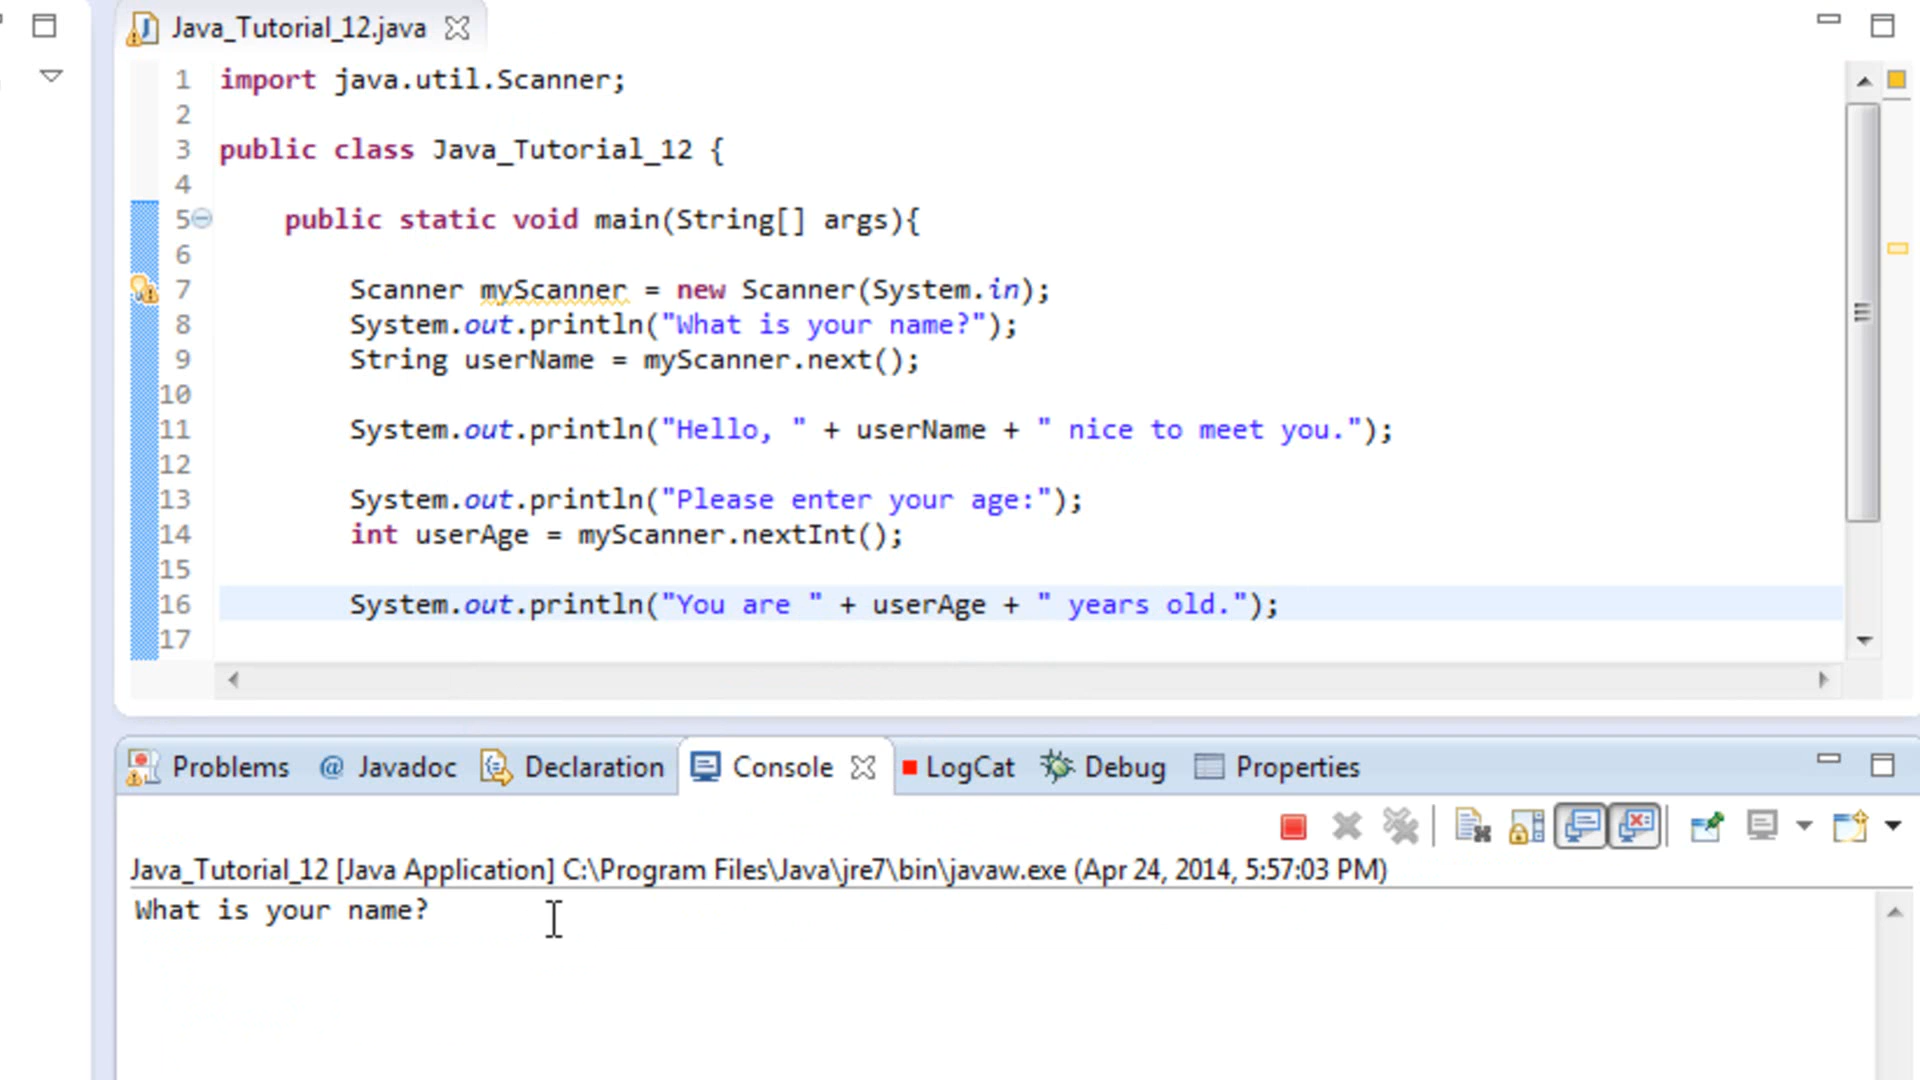 Java_Tutorial_12.java
1 import java.util.Scanner;
2
3 public class Java_Tutorial_12 {
4
5 public static void main(String[] args){
6
7 Scanner myScanner = new Scanner(System.in);
8 System.out.println("What is your name?");
9 String userName = myScanner.next();
10
11 System.out.println("Hello, " + userName + " nice to meet you.");
12
13 System.out.println("Please enter your age:");
14 int userAge = myScanner.nextInt();
15
16 System.out.println("You are " + userAge + " years old.");
17
Problems @ Javadoc Declaration Console LogCat Debug Properties
Java_Tutorial_12 [Java Application] C:\Program Files\Java\jre7\bin\javaw.exe (Apr 24, 2014, 5:57:03 PM)
What is your name?